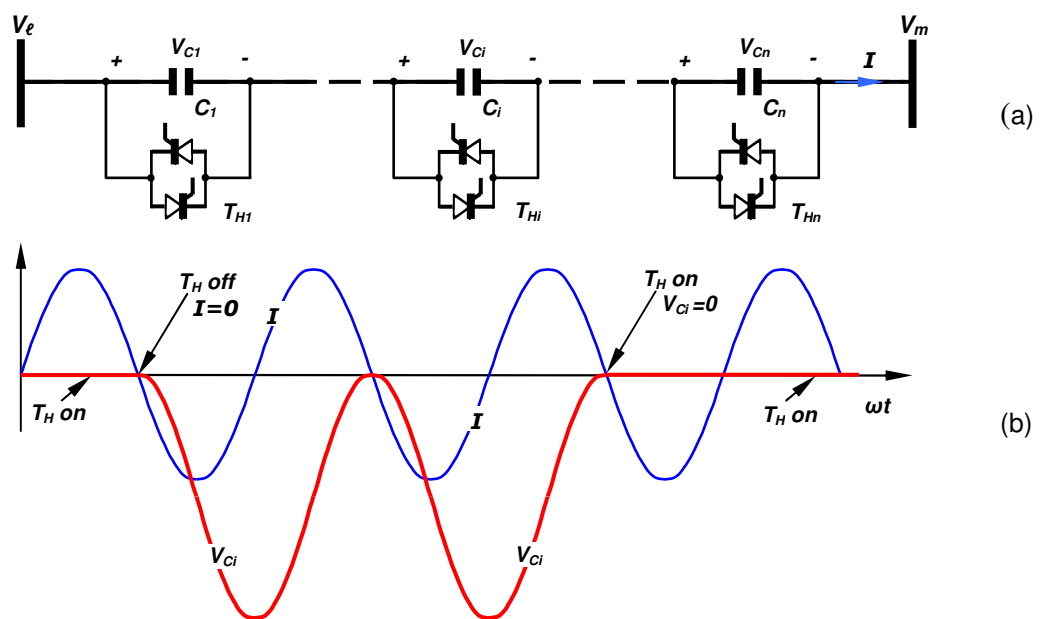 Vℓ
Vm
VC1
VCi
VCn
I
+ - + - + -
C1
Ci
Cn
(a)
TH1
THi
THn
TH off
I=0
I
TH on
VCi=0
TH on
TH on
ωt
I
(b)
VCi
VCi